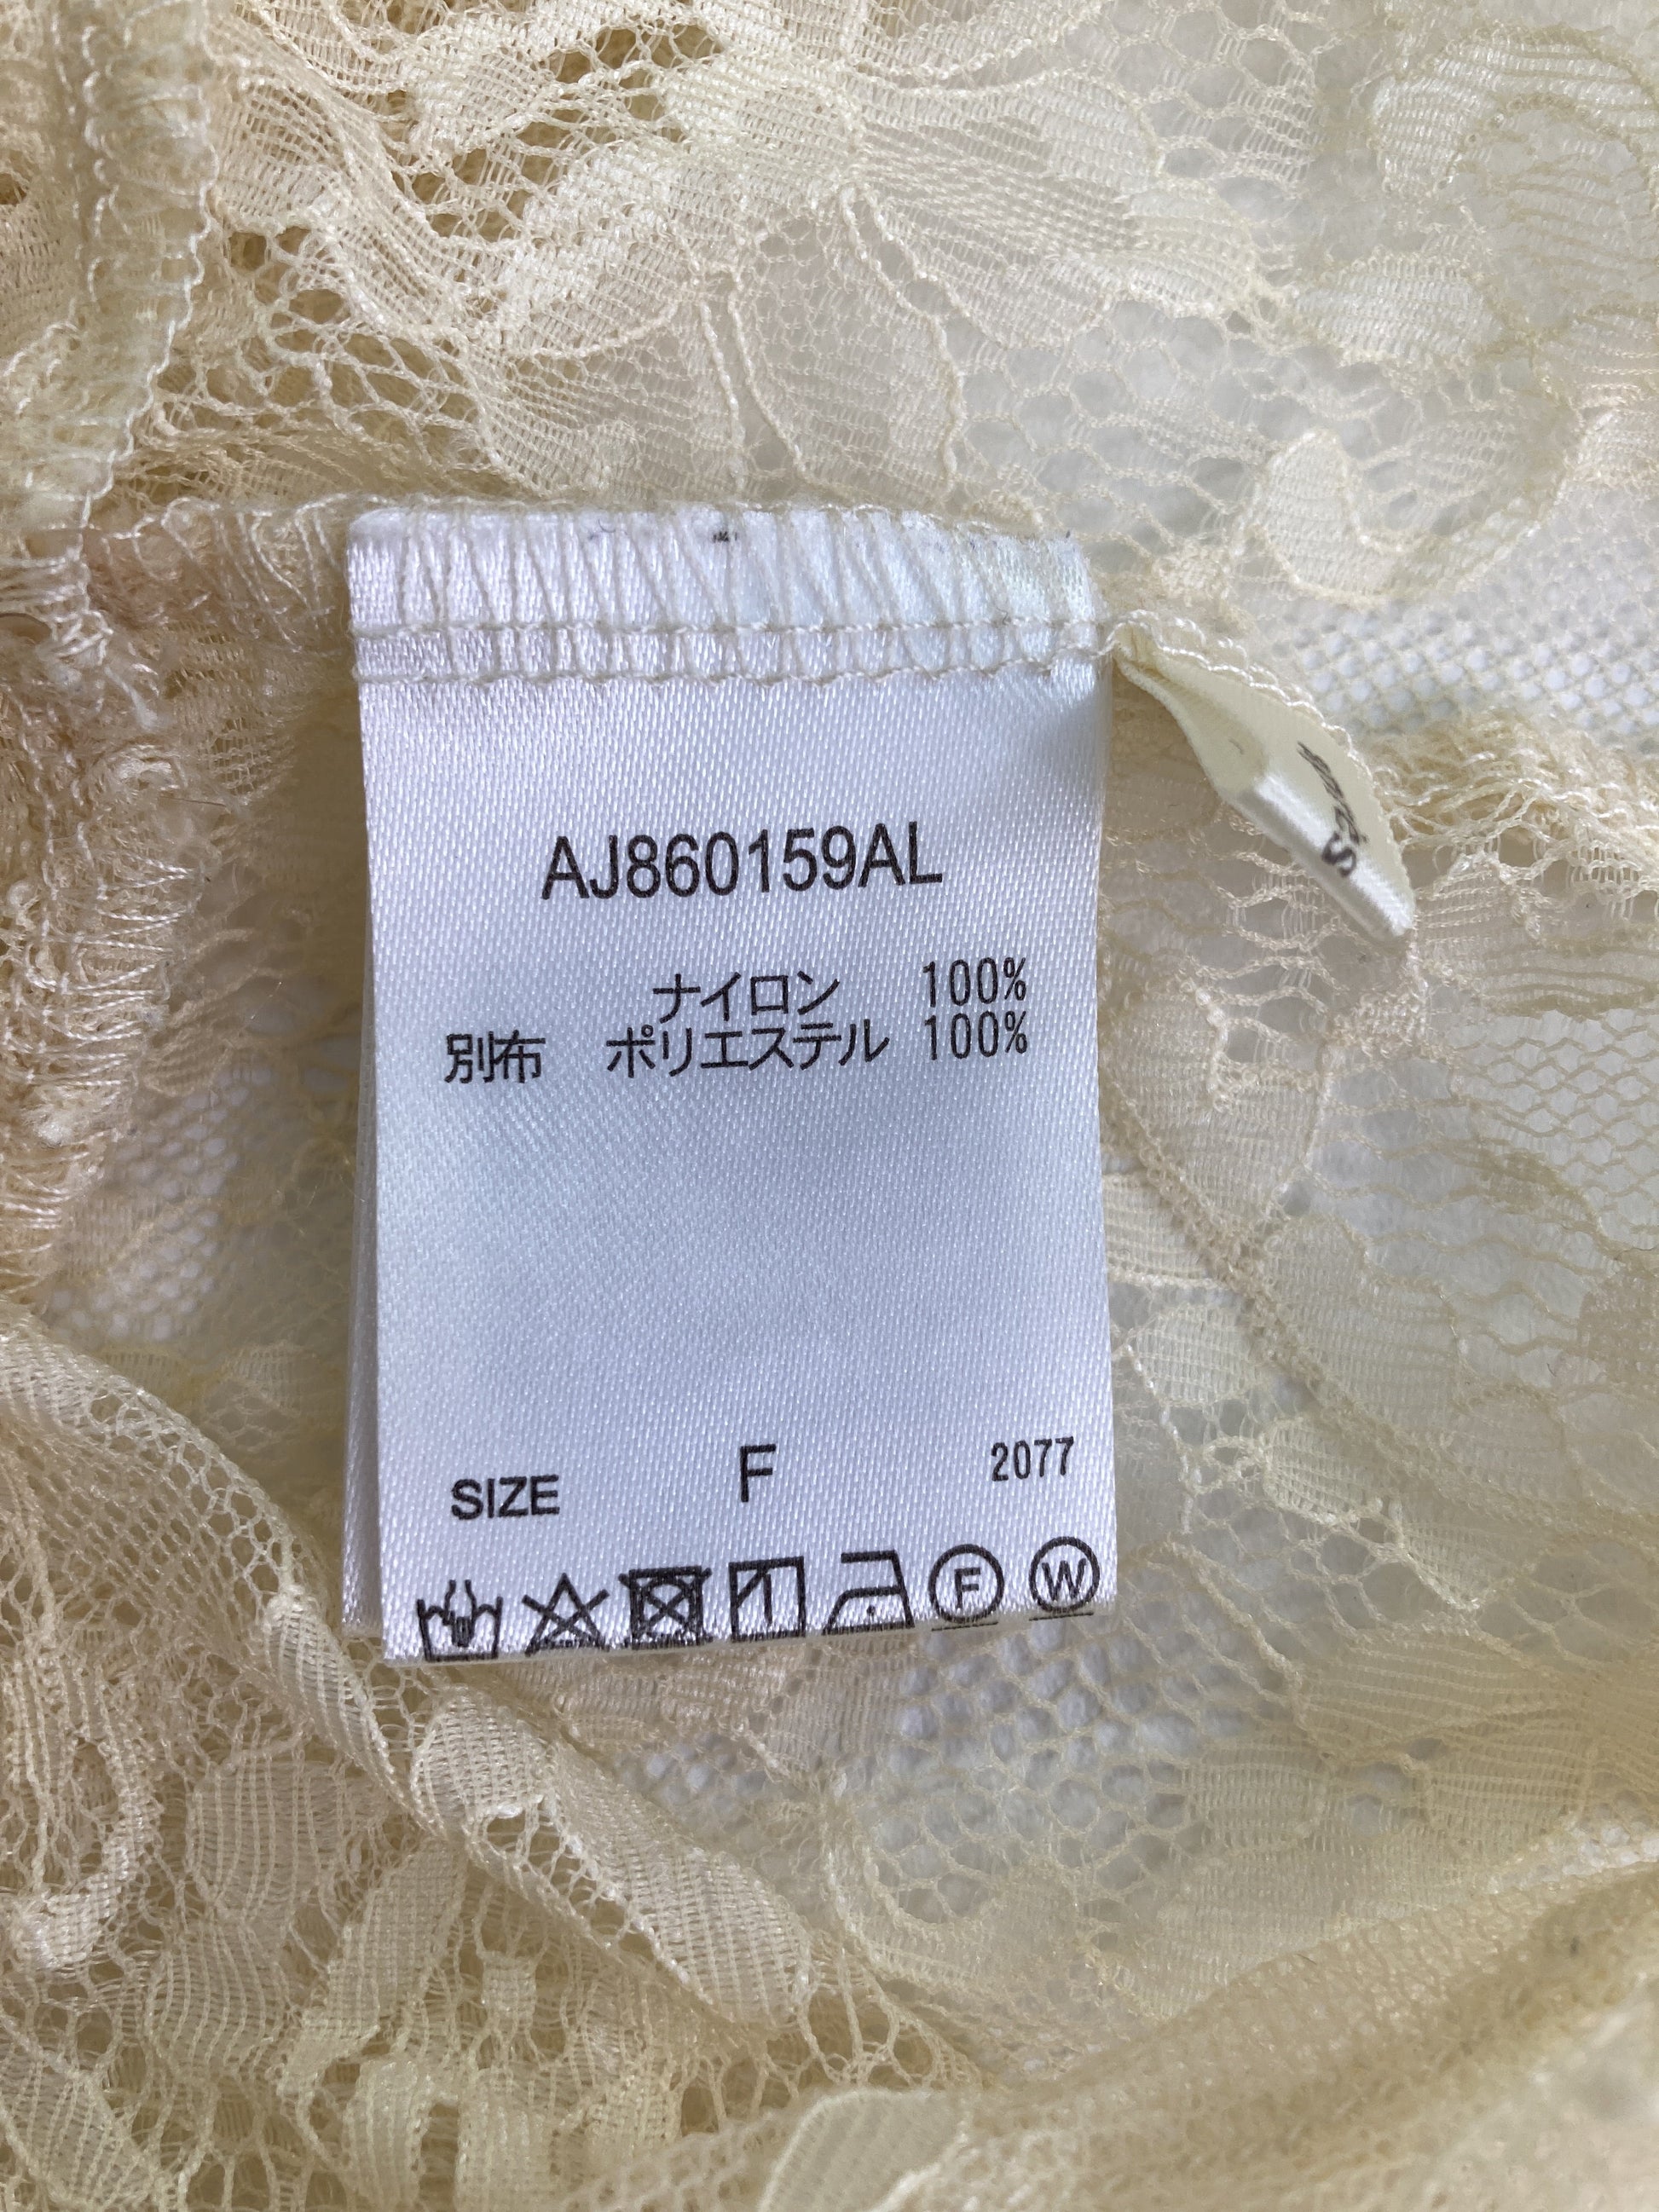 AJ860159AL
ナイロン 100%
別布 ポリエステル 100%
SIZE F 2077
F W